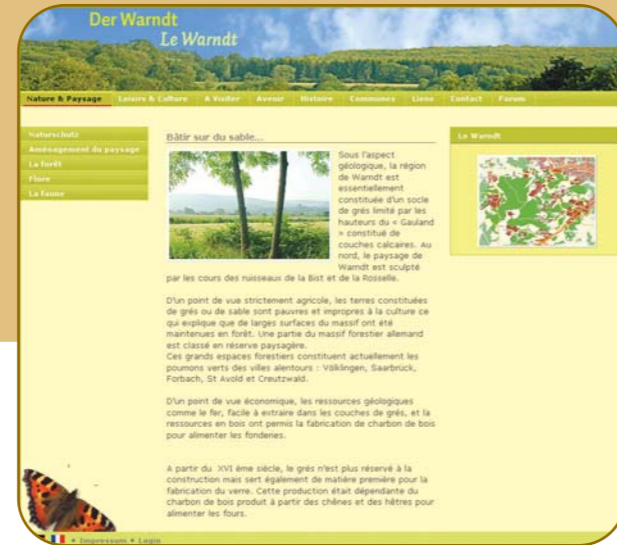 Der Warndt
Le Warndt
Nature & Paysage Loisirs & Culture A Visiter Avenir Histoire Communes Liens Contact Forum
Naturschutz
Aménagement du paysage
La forêt
Flore
La faune
Bâtir sur du sable...
Sous l'aspect
géologique, la région
de Warndt est
essentiellement
constituée d'un socle
de grés limité par les
hauteurs du « Gauland
» constitué de
couches calcaires. Au
nord, le paysage de
Warndt est sculpté
par les cours des ruisseaux de la Bist et de la Rosselle.
D'un point de vue strictement agricole, les terres constituées
de grés ou de sable sont pauvres et impropres à la culture ce
qui explique que de larges surfaces du massif ont été
maintenues en forêt. Une partie du massif forestier allemand
est classé en réserve paysagère.
Ces grands espaces forestiers constituent actuellement les
poumons verts des villes alentours : Völklingen, Saarbrück,
Forbach, St Avold et Creutzwald.
D'un point de vue économique, les ressources géologiques
comme le fer, facile à extraire dans les couches de grés, et la
ressources en bois ont permis la fabrication de charbon de bois
pour alimenter les fonderies.
A partir du XVI ème siècle, le grés n'est plus réservé à la
construction mais sert également de matière première pour la
fabrication du verre. Cette production était dépendante du
charbon de bois produit à partir des chênes et des hêtres pour
alimenter les fours.
Le Warndt
• Impressum • Login